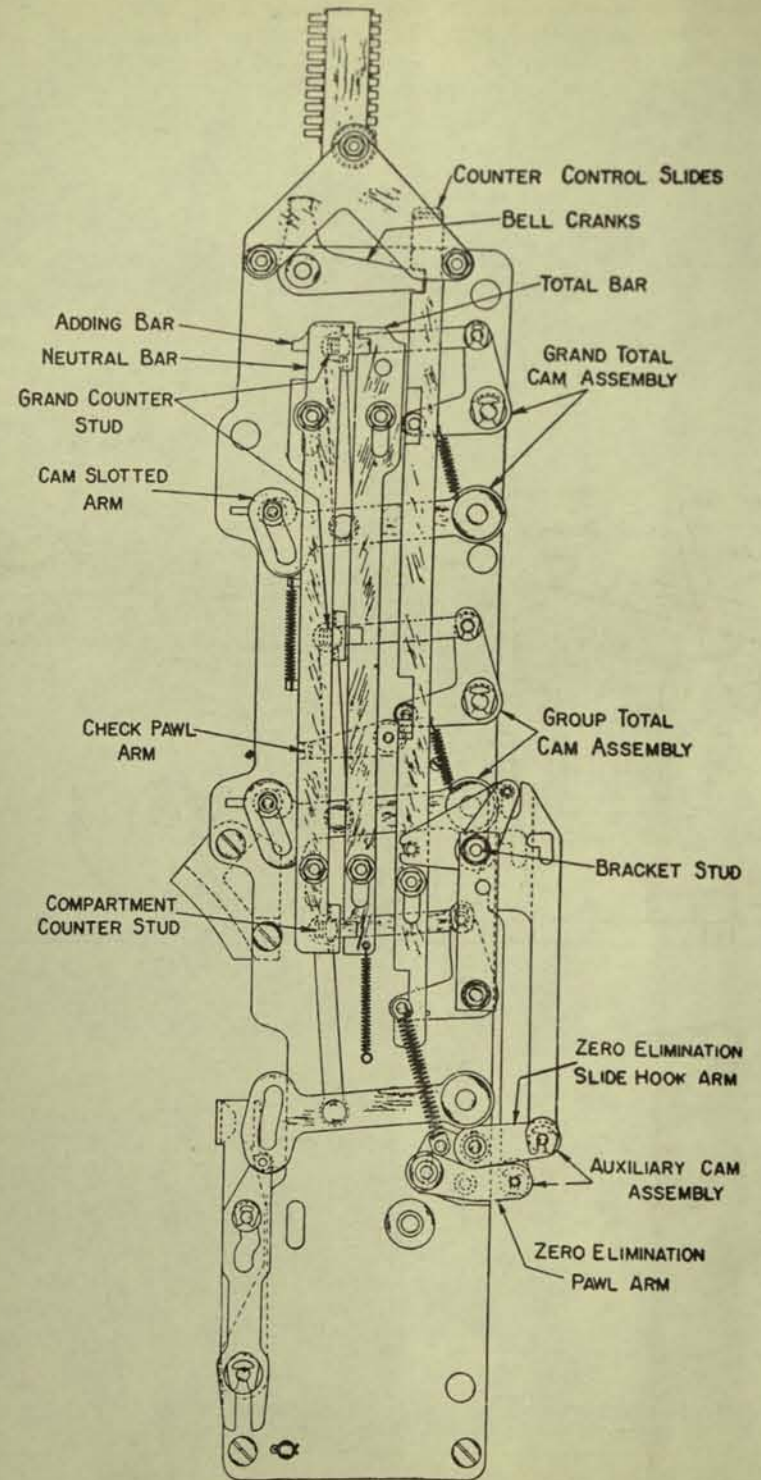 COUNTER CONTROL SLIDES
BELL CRANKS
TOTAL BAR
ADDING BAR
NEUTRAL BAR
GRAND TOTAL
CAM ASSEMBLY
GRAND COUNTER
STUD
CAM SLOTTED
ARM
CHECK PAWL
ARM
GROUP TOTAL
CAM ASSEMBLY
BRACKET STUD
COMPARTMENT
COUNTER STUD
ZERO ELIMINATION
SLIDE HOOK ARM
AUXILIARY CAM
ASSEMBLY
ZERO ELIMINATION
PAWL ARM